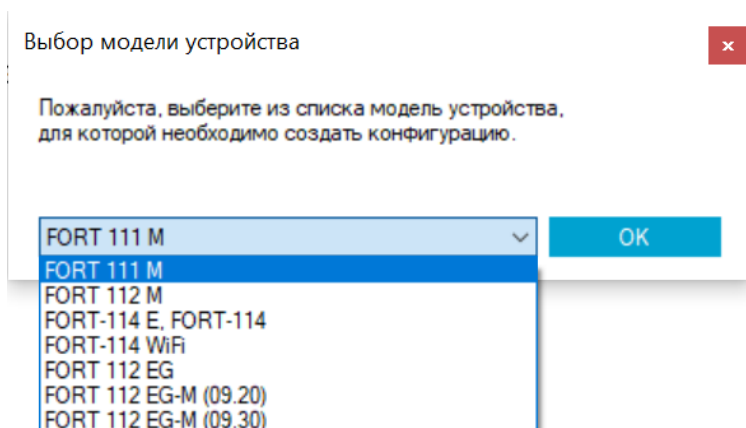 Выбор модели устройства
x
Пожалуйста, выберите из списка модель устройства,
для которой необходимо создать конфигурацию.
FORT 111 M
OK
FORT 111 M
FORT 112 M
FORT-114 E, FORT-114
FORT-114 WiFi
FORT 112 EG
FORT 112 EG-M (09.20)
FORT 112 EG-M (09.30)